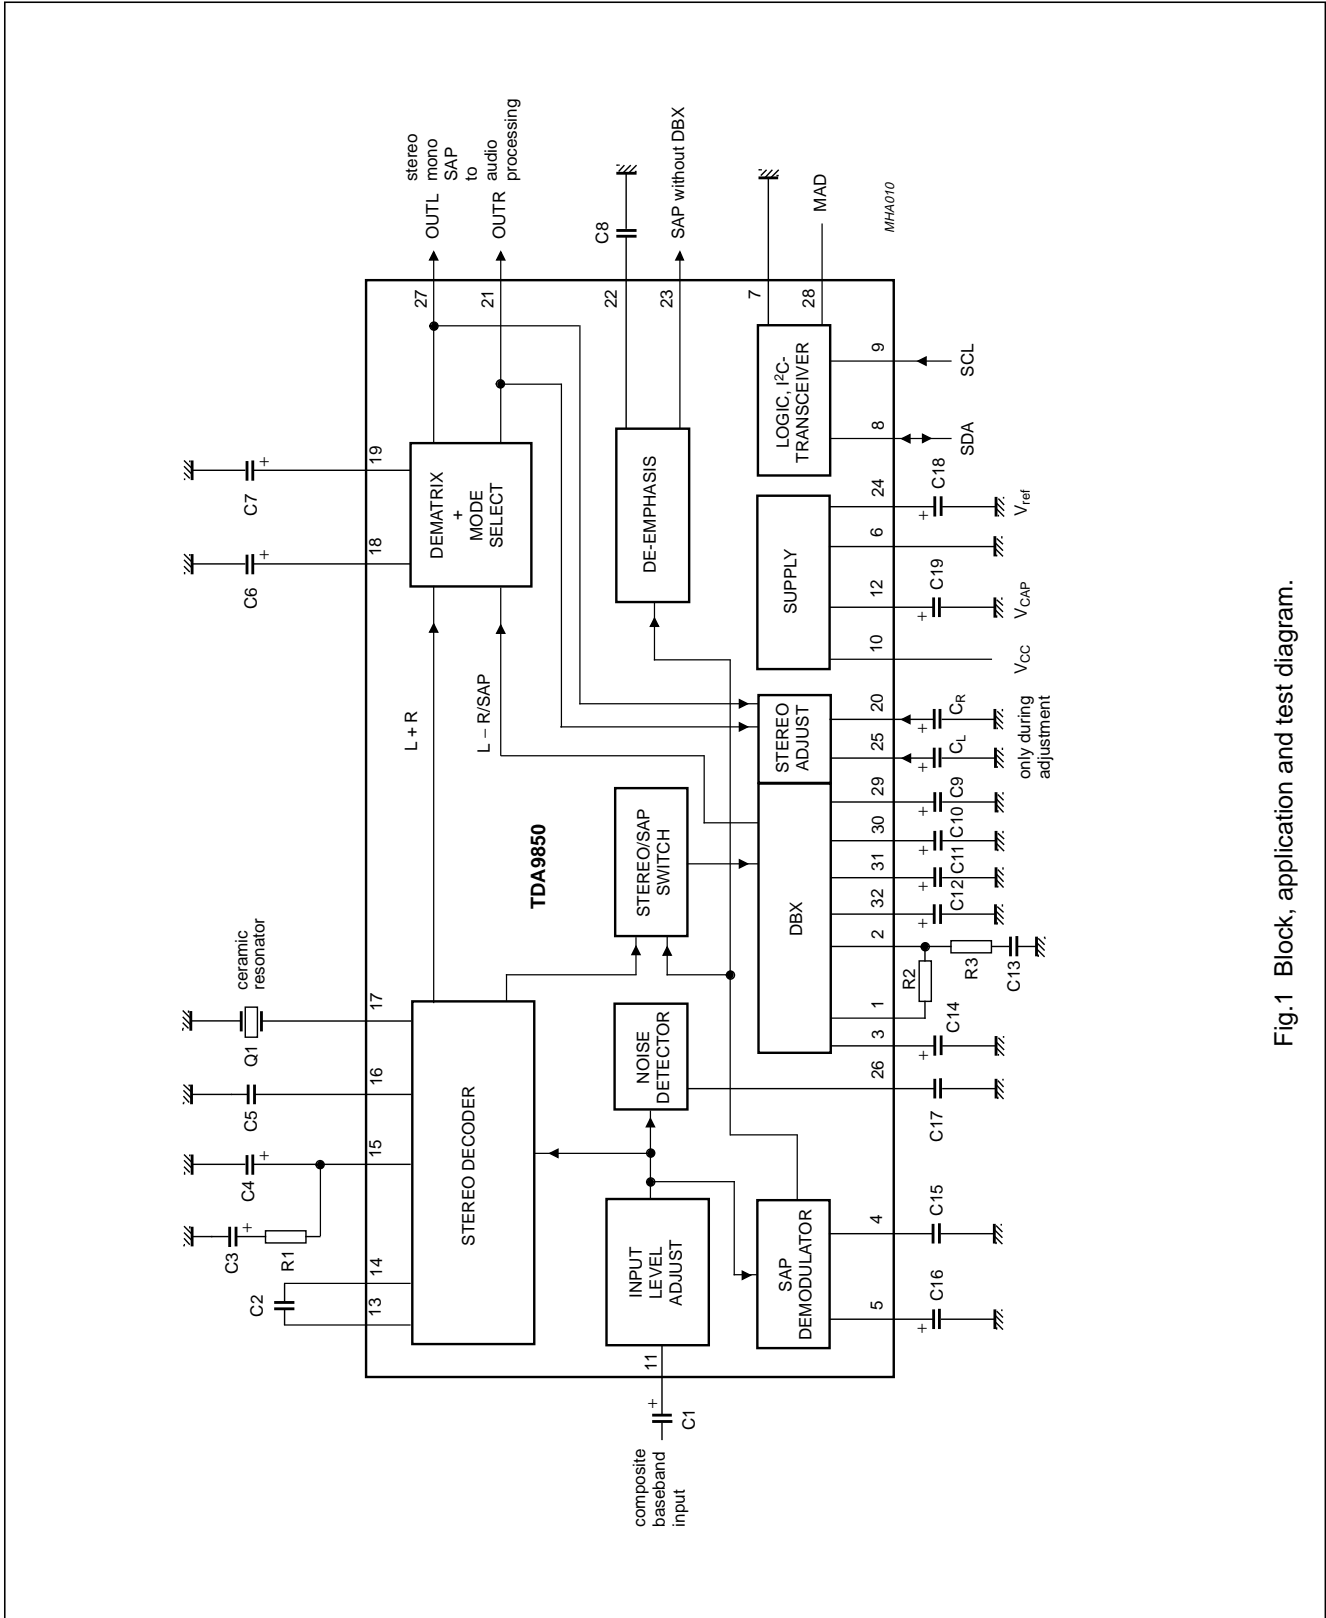 composite
baseband
input
C1
+
11
C2
13
14
C3
+
R1
C4
+
15
C5
16
Q1
ceramic
resonator
17
C6
+
18
C7
+
19
STEREO DECODER
L + R
L − R/SAP
DEMATRIX
+
MODE
SELECT
27
OUTL
21
OUTR
stereo
mono
SAP
to
audio
processing
INPUT
LEVEL
ADJUST
NOISE
DETECTOR
STEREO/SAP
SWITCH
TDA9850
DE-EMPHASIS
22
C8
23
SAP without DBX
SAP
DEMODULATOR
DBX
STEREO
ADJUST
SUPPLY
LOGIC, I2C-
TRANSCEIVER
7
28
MAD
5
+
C16
4
C15
26
C17
3
+
C14
1
R2
2
R3
C13
32
+
C12
31
+
C11
30
+
C10
29
+
C9
25
+
CL
20
+
CR
only during
adjustment
10
VCC
12
+
C19
VCAP
6
24
+
C18
Vref
8
SDA
9
SCL
MHA010
Fig.1 Block, application and test diagram.